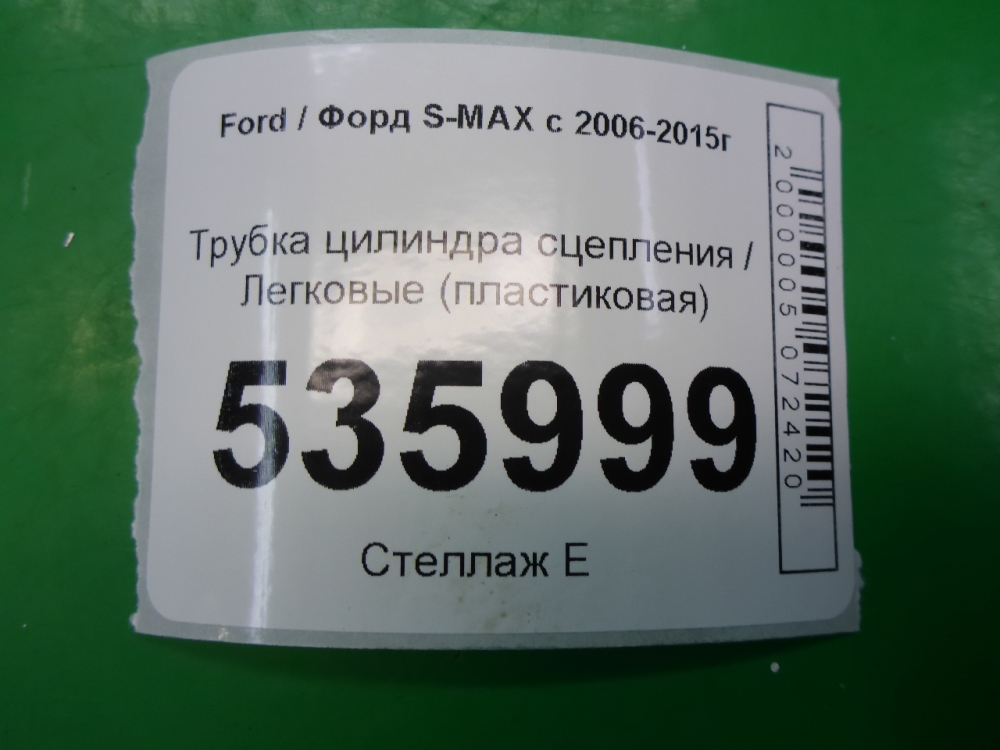 Ford / Форд S-MAX с 2006-2015г
Трубка цилиндра сцепления /
Легковые (пластиковая)
535999
Стеллаж Е
2000005072420